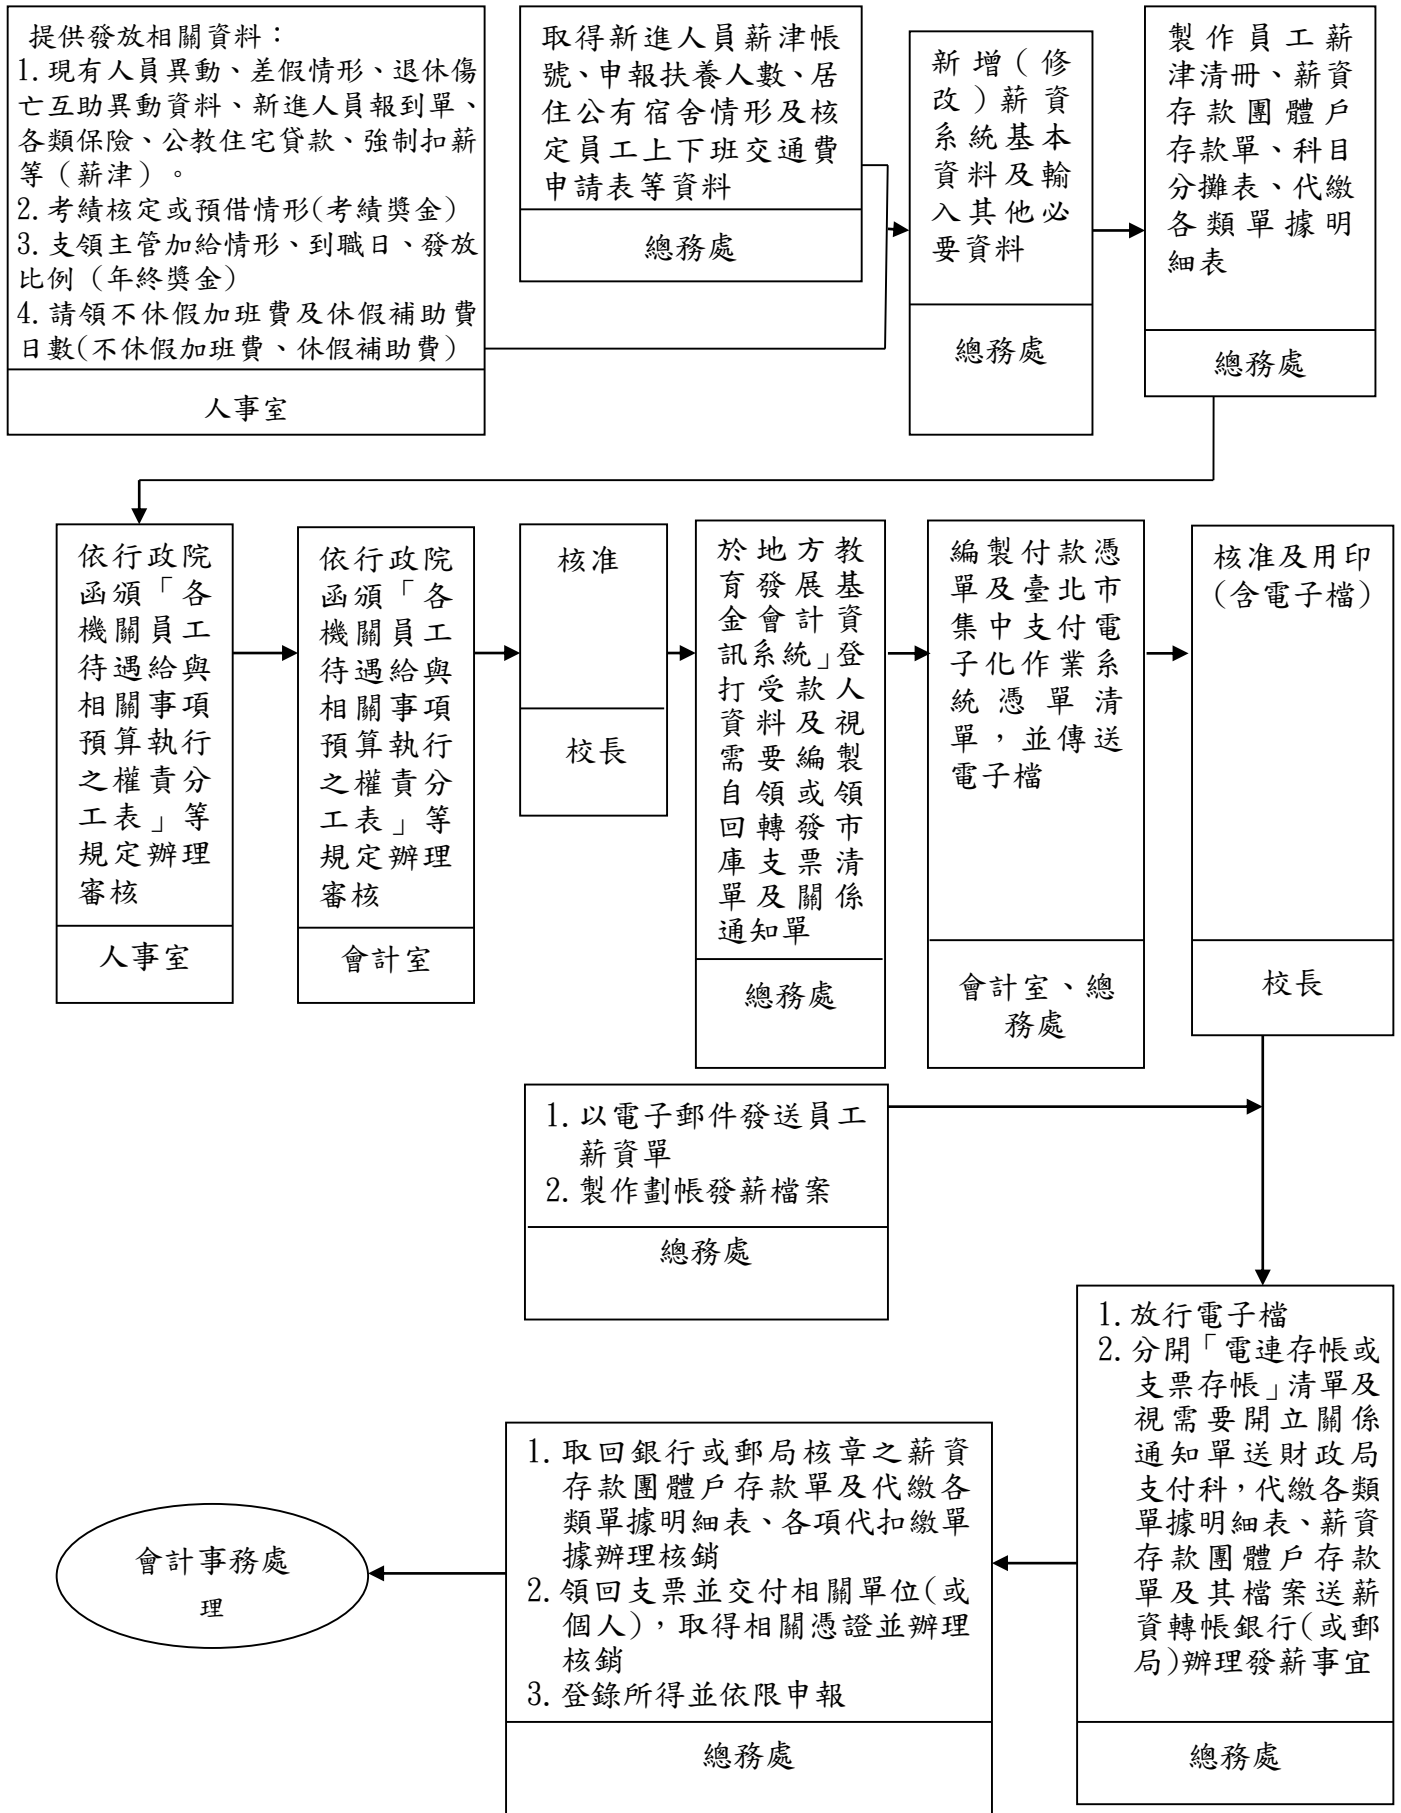 提供發放相關資料：
1.現有人員異動、差假情形、退休傷
亡互助異動資料、新進人員報到單、
各類保險、公教住宅貸款、強制扣薪
等（薪津）。
2.考績核定或預借情形(考績獎金)
3.支領主管加給情形、到職日、發放
比例（年終獎金)
4.請領不休假加班費及休假補助費
日數(不休假加班費、休假補助費)
人事室
取得新進人員薪津帳
號、申報扶養人數、居
住公有宿舍情形及核
定員工上下班交通費
申請表等資料
總務處
新增（修
改）薪資
系統基本
資料及輸
入其他必
要資料
總務處
製作員工薪
津清冊、薪資
存款團體戶
存款單、科目
分攤表、代繳
各類單據明
細表
總務處
依行政院
函頒「各
機關員工
待遇給與
相關事項
預算執行
之權責分
工表」等
規定辦理
審核
人事室
依行政院
函頒「各
機關員工
待遇給與
相關事項
預算執行
之權責分
工表」等
規定辦理
審核
會計室
核准
校長
於地方教
育發展基
金會計資
訊系統」登
打受款人
資料及視
需要編製
自領或領
回轉發市
庫支票清
單及關係
通知單
總務處
編製付款憑
單及臺北市
集中支付電
子化作業系
統憑單清
單，並傳送
電子檔
會計室、總
務處
核准及用印
(含電子檔)
校長
1.以電子郵件發送員工
薪資單
2.製作劃帳發薪檔案
總務處
1.放行電子檔
2.分開「電連存帳或
支票存帳」清單及
視需要開立關係
通知單送財政局
支付科，代繳各類
單據明細表、薪資
存款團體戶存款
單及其檔案送薪
資轉帳銀行(或郵
局)辦理發薪事宜
總務處
1.取回銀行或郵局核章之薪資
存款團體戶存款單及代繳各
類單據明細表、各項代扣繳單
據辦理核銷
2.領回支票並交付相關單位(或
個人)，取得相關憑證並辦理
核銷
3.登錄所得並依限申報
總務處
會計事務處
理